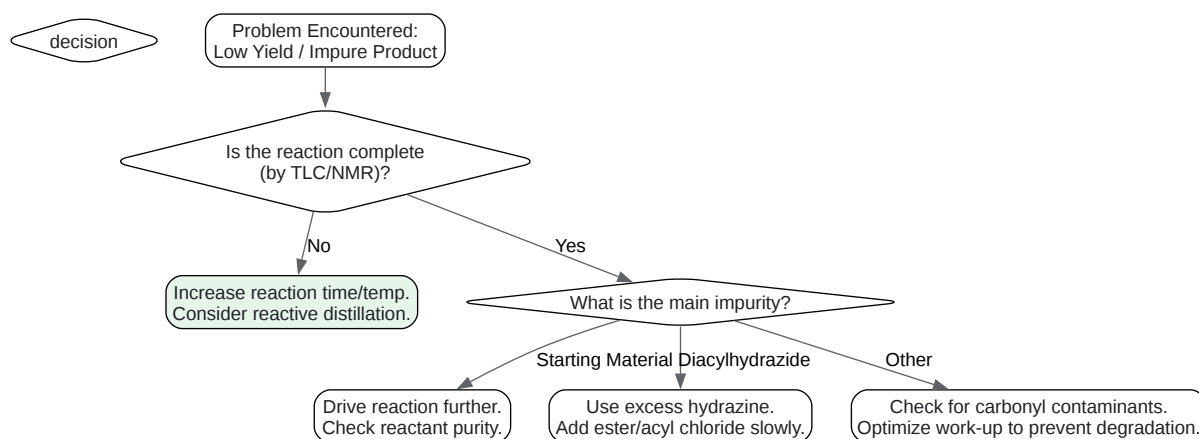 decision
Problem Encountered:
Low Yield / Impure Product
Is the reaction complete
(by TLC/NMR)?
No
Yes
Increase reaction time/temp.
Consider reactive distillation.
What is the main impurity?
Starting Material
Diacylhydrazide
Other
Drive reaction further.
Check reactant purity.
Use excess hydrazine.
Add ester/acyl chloride slowly.
Check for carbonyl contaminants.
Optimize work-up to prevent degradation.